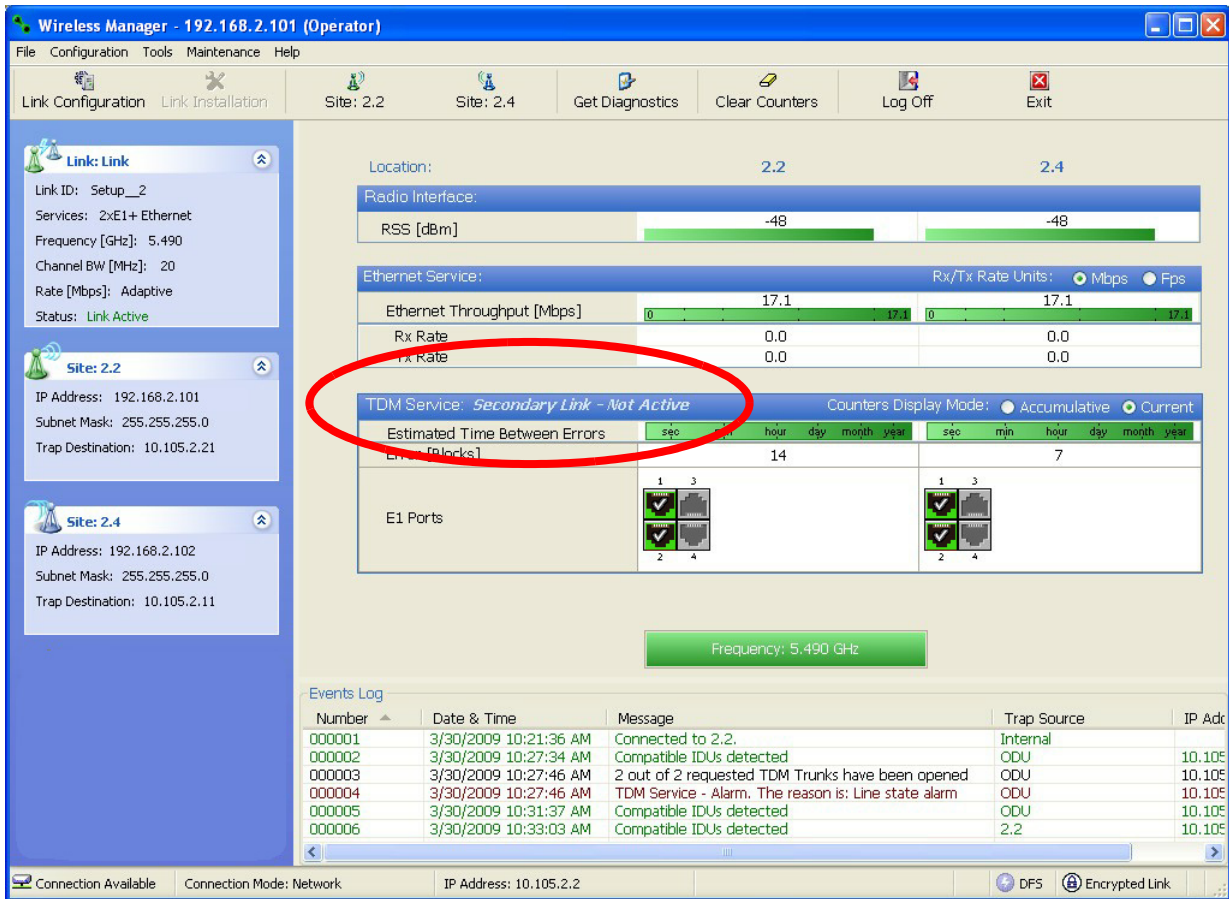 Wireless Manager - 192.168.2.101 (Operator)
File Configuration Tools Maintenance Help
Link Configuration Link Installation Site: 2.2 Site: 2.4 Get Diagnostics Clear Counters Log Off Exit
Link: Link
Link ID: Setup__2
Services: 2xE1+ Ethernet
Frequency [GHz]: 5.490
Channel BW [MHz]: 20
Rate [Mbps]: Adaptive
Status: Link Active
Site: 2.2
IP Address: 192.168.2.101
Subnet Mask: 255.255.255.0
Trap Destination: 10.105.2.21
Site: 2.4
IP Address: 192.168.2.102
Subnet Mask: 255.255.255.0
Trap Destination: 10.105.2.11
Location: 2.2 2.4
Radio Interface:
RSS [dBm] -48 -48
Ethernet Service: Rx/Tx Rate Units: Mbps Fps
Ethernet Throughput [Mbps] 17.1 17.1
0 17.1 0 17.1
Rx Rate 0.0 0.0
Tx Rate 0.0 0.0
TDM Service: Secondary Link - Not Active Counters Display Mode: Accumulative Current
Estimated Time Between Errors sec min hour day month year sec min hour day month year
Error [Blocks] 14 7
1 3 1 3
E1 Ports
2 4 2 4
Frequency: 5.490 GHz
Events Log
Number Date & Time Message Trap Source IP Add
000001 3/30/2009 10:21:36 AM Connected to 2.2. Internal
000002 3/30/2009 10:27:34 AM Compatible IDUs detected ODU 10.105
000003 3/30/2009 10:27:46 AM 2 out of 2 requested TDM Trunks have been opened ODU 10.105
000004 3/30/2009 10:27:46 AM TDM Service - Alarm. The reason is: Line state alarm ODU 10.105
000005 3/30/2009 10:31:37 AM Compatible IDUs detected ODU 10.105
000006 3/30/2009 10:33:03 AM Compatible IDUs detected 2.2 10.105
Connection Available Connection Mode: Network IP Address: 10.105.2.2 DFS Encrypted Link